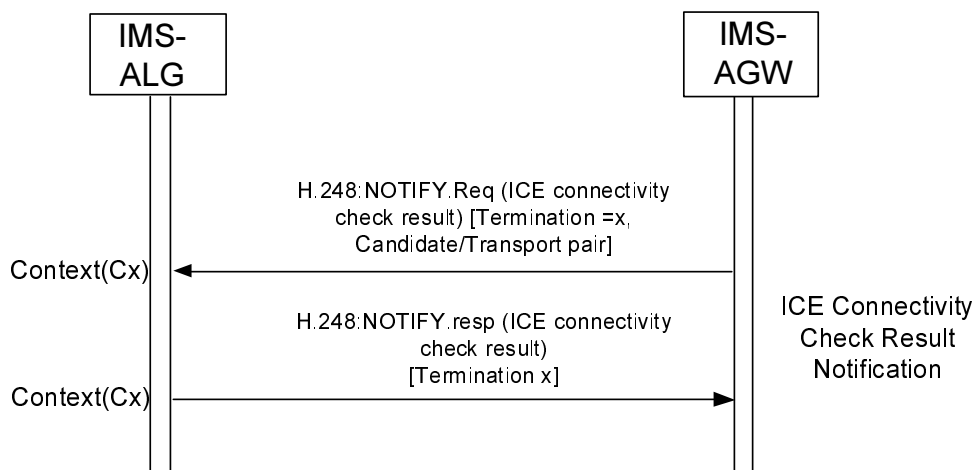 IMS-
ALG
IMS-
AGW
H.248:NOTIFY.Req (ICE connectivity
check result) [Termination =x,
Candidate/Transport pair]
Context(Cx)
H.248:NOTIFY.resp (ICE connectivity
check result)
[Termination x]
Context(Cx)
ICE Connectivity
Check Result
Notification